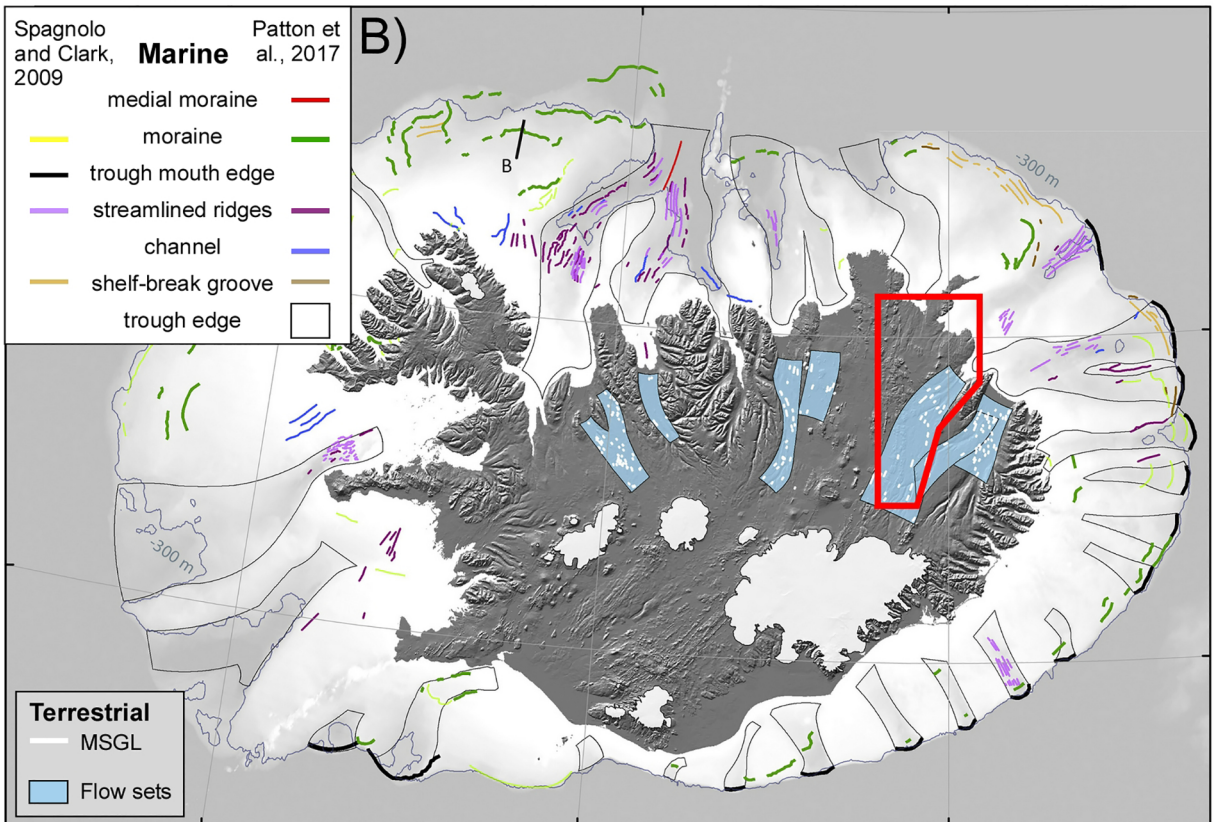 Spagnolo
and Clark,
2009
Marine
Patton et
al., 2017
medial moraine
moraine
trough mouth edge
streamlined ridges
channel
shelf-break groove
trough edge
B)
B
-300 m
-300 m
Terrestrial
MSGL
Flow sets